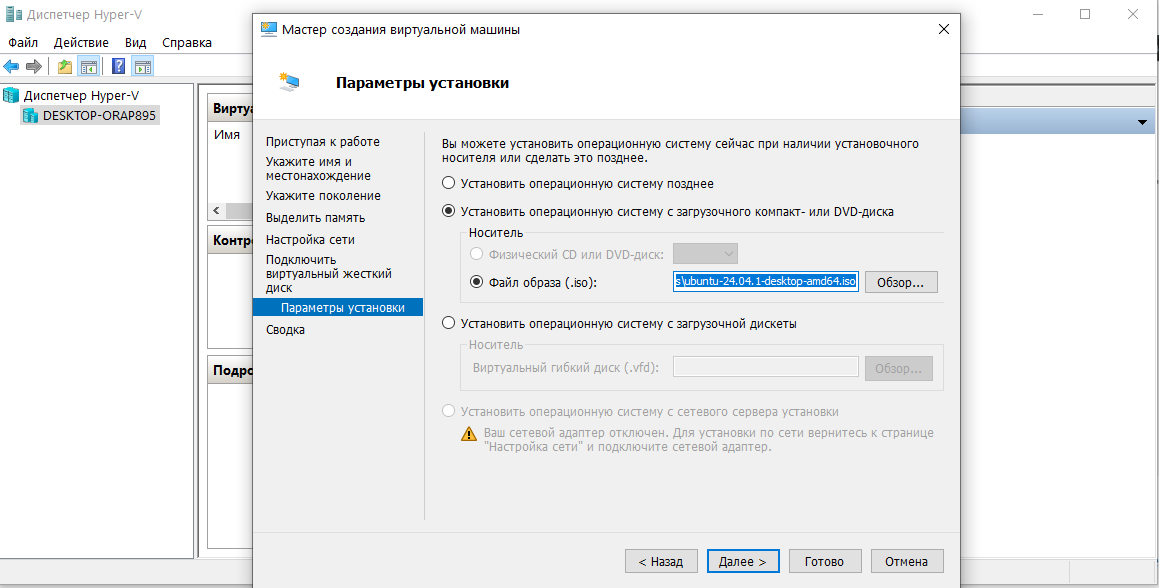 Диспетчер Hyper-V
Файл Действие Вид Справка
Диспетчер Hyper-V
DESKTOP-ORAP895
Имя
Мастер создания виртуальной машины
Параметры установки
Приступая к работе
Укажите имя и
местонахождение
Укажите поколение
Выделить память
Настройка сети
Подключить
виртуальный жесткий
диск
Параметры установки
Сводка
Вы можете установить операционную систему сейчас при наличии установочного
носителя или сделать это позднее.
Установить операционную систему позднее
Установить операционную систему с загрузочного компакт- или DVD-диска
Носитель
Физический CD или DVD-диск:
Файл образа (.iso): s\ubuntu-24.04.1-desktop-amd64.iso Обзор...
Установить операционную систему с загрузочной дискеты
Носитель
Виртуальный гибкий диск (.vfd): Обзор...
Установить операционную систему с сетевого сервера установки
Ваш сетевой адаптер отключен. Для установки по сети вернитесь к странице
"Настройка сети" и подключите сетевой адаптер.
< Назад Далее > Готово Отмена